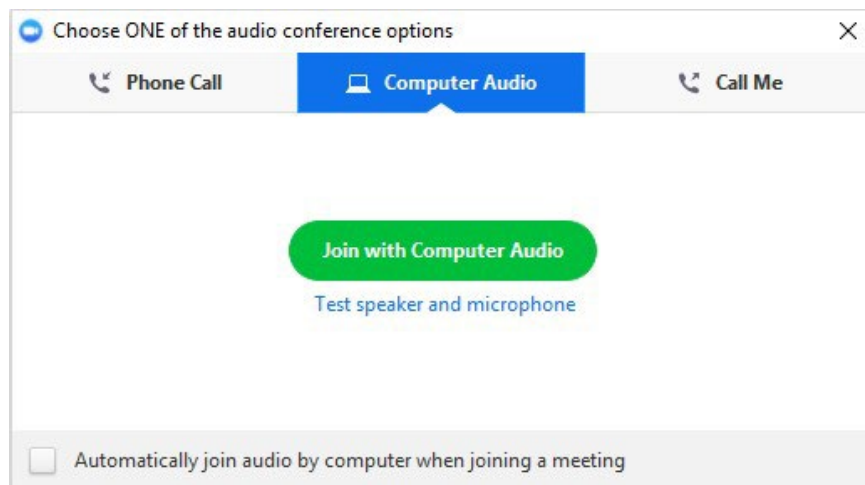 Choose ONE of the audio conference options
Phone Call
Computer Audio
Call Me
Join with Computer Audio
Test speaker and microphone
Automatically join audio by computer when joining a meeting